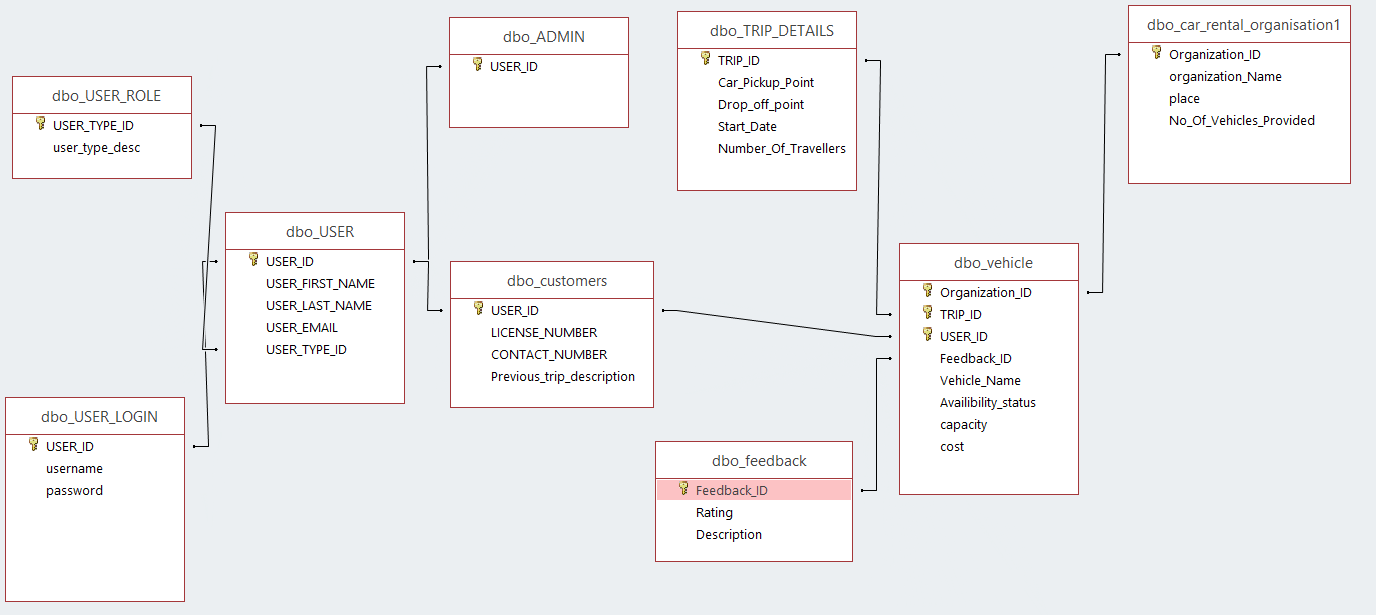 dbo_ADMIN
USER_ID
dbo_TRIP_DETAILS
TRIP_ID
Car_Pickup_Point
Drop_off_point
Start_Date
Number_Of_Travellers
dbo_car_rental_organisation1
Organization_ID
organization_Name
place
No_Of_Vehicles_Provided
dbo_USER_ROLE
USER_TYPE_ID
user_type_desc
dbo_USER
USER_ID
USER_FIRST_NAME
USER_LAST_NAME
USER_EMAIL
USER_TYPE_ID
dbo_customers
USER_ID
LICENSE_NUMBER
CONTACT_NUMBER
Previous_trip_description
dbo_vehicle
Organization_ID
TRIP_ID
USER_ID
Feedback_ID
Vehicle_Name
Availibility_status
capacity
cost
dbo_USER_LOGIN
USER_ID
username
password
dbo_feedback
Feedback_ID
Rating
Description